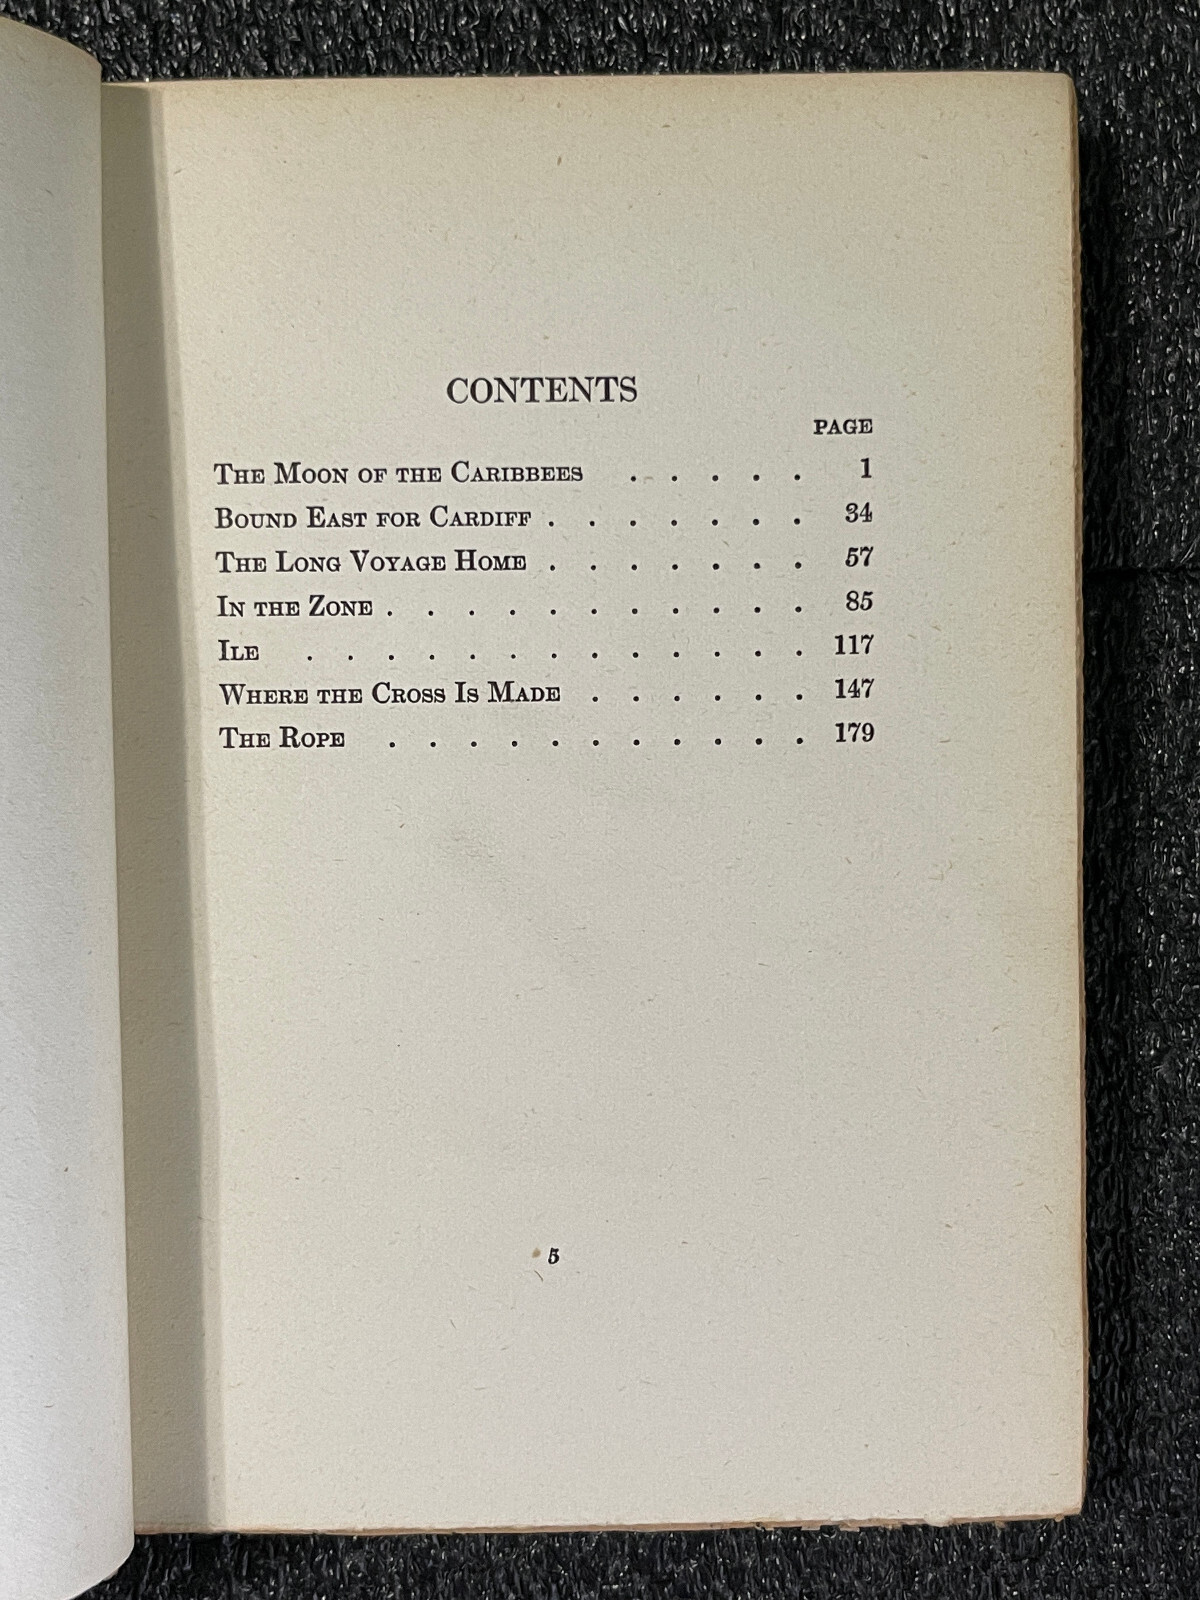 CONTENTS
PAGE
The Moon of the Caribbees . . . . . 1
Bound East for Cardiff . . . . . . . 34
The Long Voyage Home . . . . . . . 57
In the Zone . . . . . . . . . . . 85
Ile . . . . . . . . . . . . . 117
Where the Cross Is Made . . . . . . 147
The Rope . . . . . . . . . . . 179
5